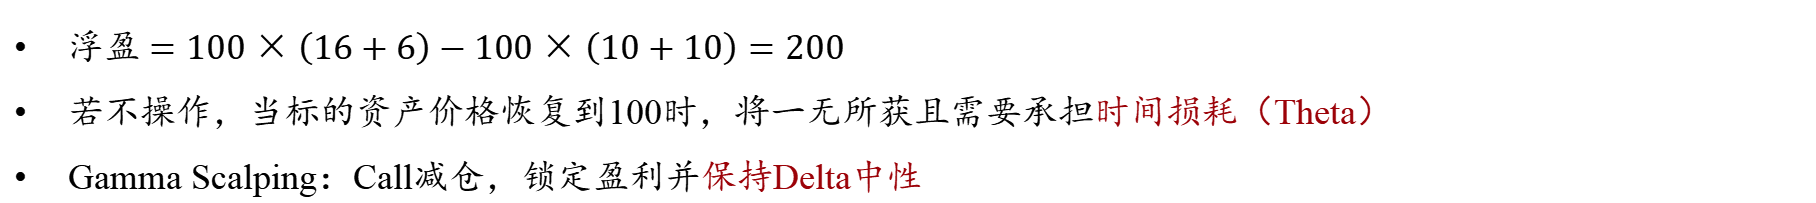 • 浮盈 = 100 × (16 + 6) − 100 × (10 + 10) = 200
• 若不操作，当标的资产价格恢复到100时，将一无所获且需要承担时间损耗（Theta）
• Gamma Scalping：Call减仓，锁定盈利并保持Delta中性